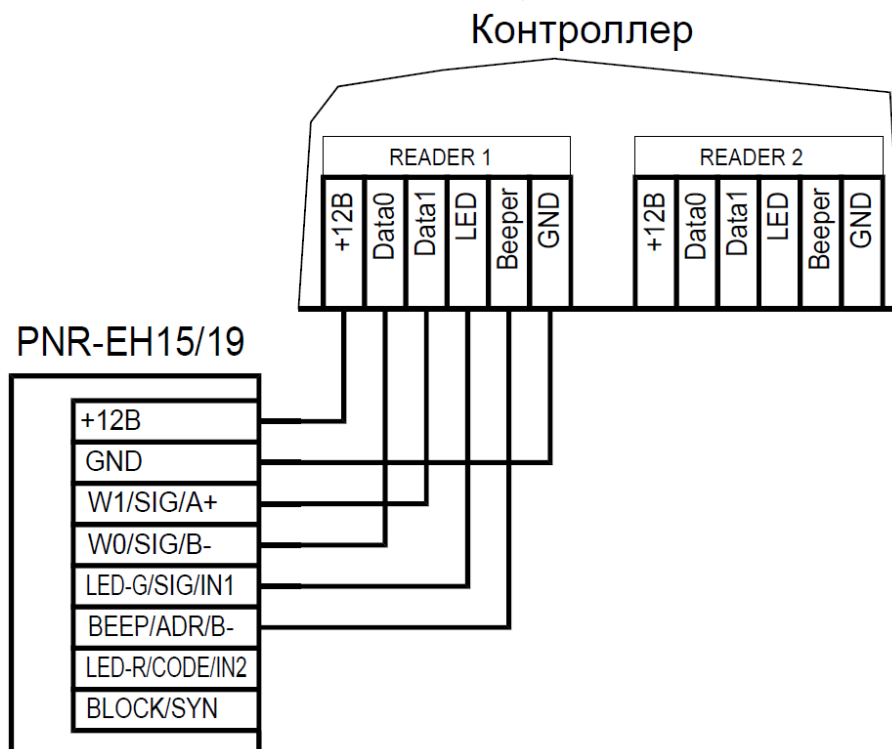 Контроллер
READER 1
READER 2
+12В
Data0
Data1
LED
Beeper
GND
+12В
Data0
Data1
LED
Beeper
GND
PNR-EH15/19
+12В
GND
W1/SIG/A+
W0/SIG/B-
LED-G/SIG/IN1
BEEP/ADR/B-
LED-R/CODE/IN2
BLOCK/SYN